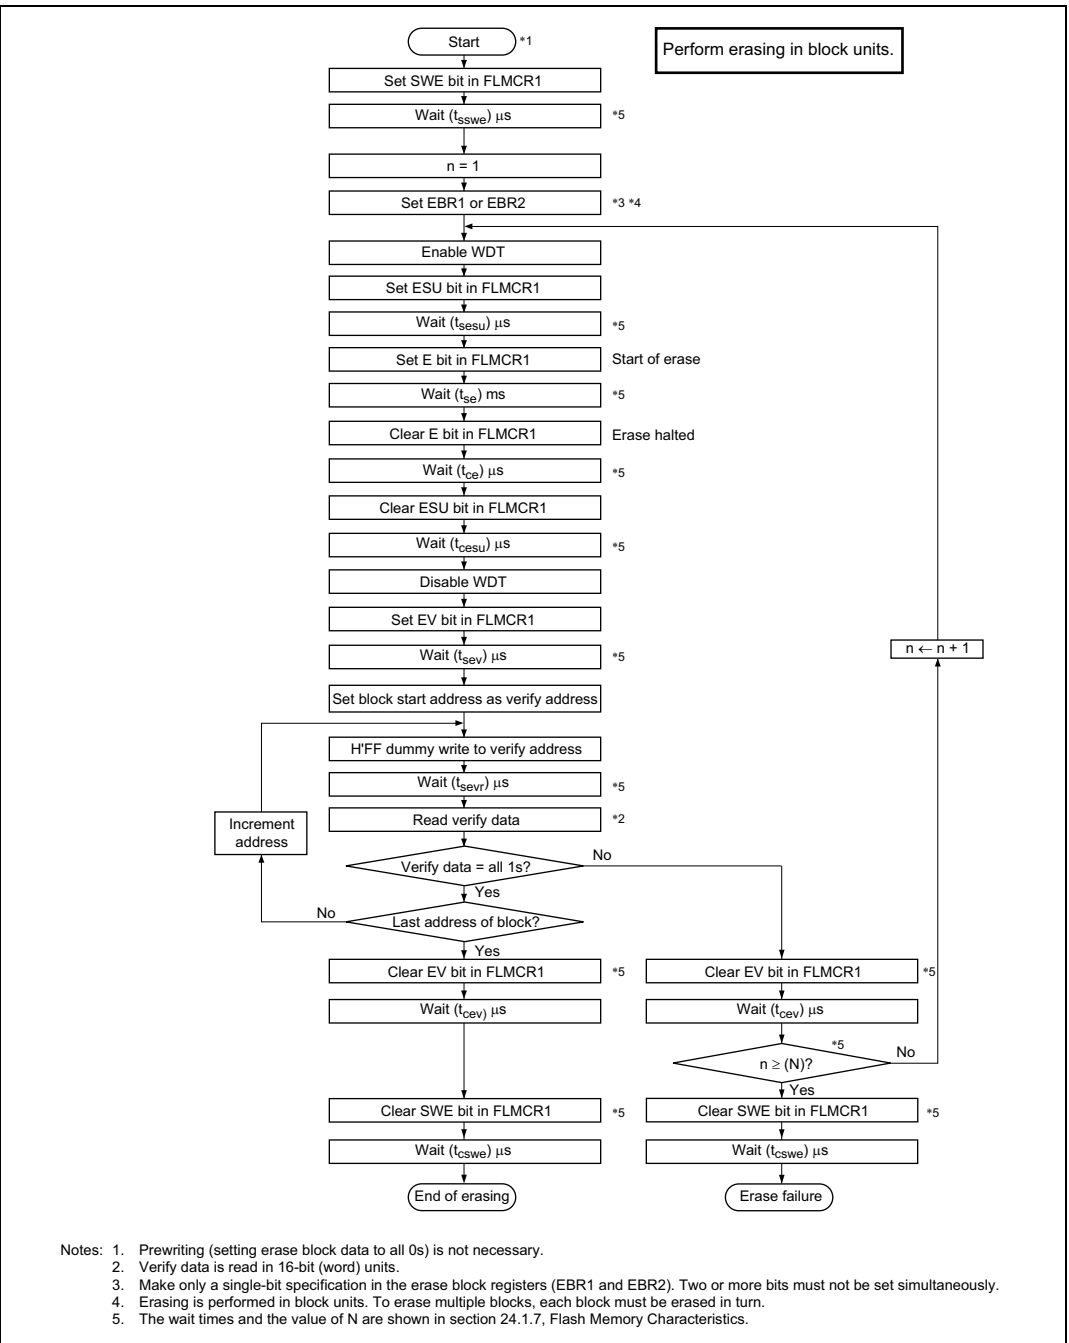 Start *1
Perform erasing in block units.
Set SWE bit in FLMCR1
Wait (tsswe) μs *5
n = 1
Set EBR1 or EBR2 *3 *4
Enable WDT
Set ESU bit in FLMCR1
Wait (tsesu) μs *5
Set E bit in FLMCR1 Start of erase
Wait (tse) ms *5
Clear E bit in FLMCR1 Erase halted
Wait (tce) μs *5
Clear ESU bit in FLMCR1
Wait (tcesu) μs *5
Disable WDT
Set EV bit in FLMCR1
n ← n + 1
Wait (tsev) μs *5
Set block start address as verify address
H'FF dummy write to verify address
Wait (tsevr) μs *5
Read verify data *2
Increment
address
Verify data = all 1s? No
Yes
No Last address of block?
Yes
Clear EV bit in FLMCR1 *5
Clear EV bit in FLMCR1 *5
Wait (tcev) μs
Wait (tcev) μs
n ≥ (N)? *5 No
Yes
Clear SWE bit in FLMCR1 *5
Clear SWE bit in FLMCR1 *5
Wait (tcswe) μs
Wait (tcswe) μs
End of erasing
Erase failure
Notes: 1. Prewriting (setting erase block data to all 0s) is not necessary.
2. Verify data is read in 16-bit (word) units.
3. Make only a single-bit specification in the erase block registers (EBR1 and EBR2). Two or more bits must not be set simultaneously.
4. Erasing is performed in block units. To erase multiple blocks, each block must be erased in turn.
5. The wait times and the value of N are shown in section 24.1.7, Flash Memory Characteristics.